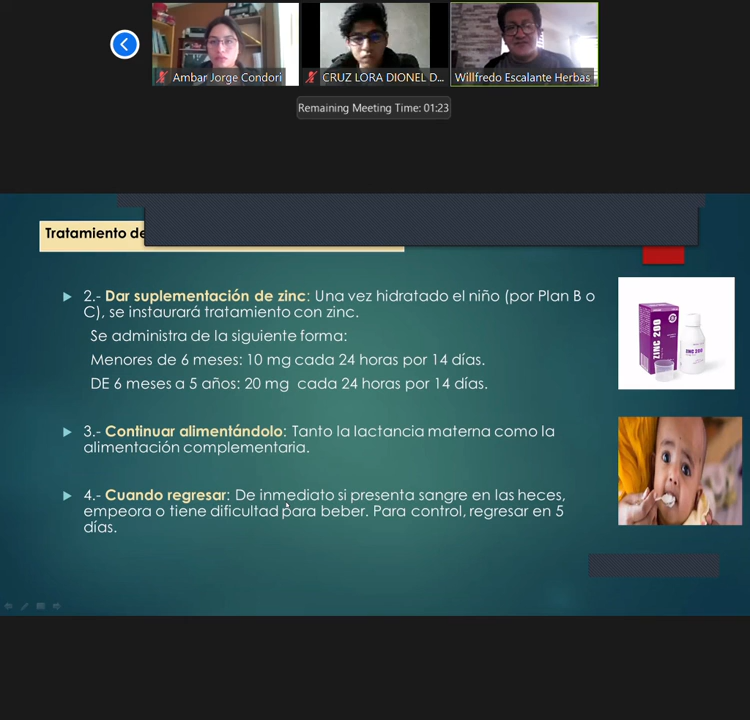 Ambar Jorge Condori
CRUZ LORA DIONEL D...
Willfredo Escalante Herbas
Remaining Meeting Time: 01:23
Tratamiento de
2.- Dar suplementación de zinc: Una vez hidratado el niño (por Plan B o
C), se instaurará tratamiento con zinc.
Se administra de la siguiente forma:
Menores de 6 meses: 10 mg cada 24 horas por 14 días.
DE 6 meses a 5 años: 20 mg cada 24 horas por 14 días.
ZINC 200
ZINC 200
3.- Continuar alimentándolo: Tanto la lactancia materna como la
alimentación complementaria.
4.- Cuando regresar: De inmediato si presenta sangre en las heces,
empeora o tiene dificultad para beber. Para control, regresar en 5
días.